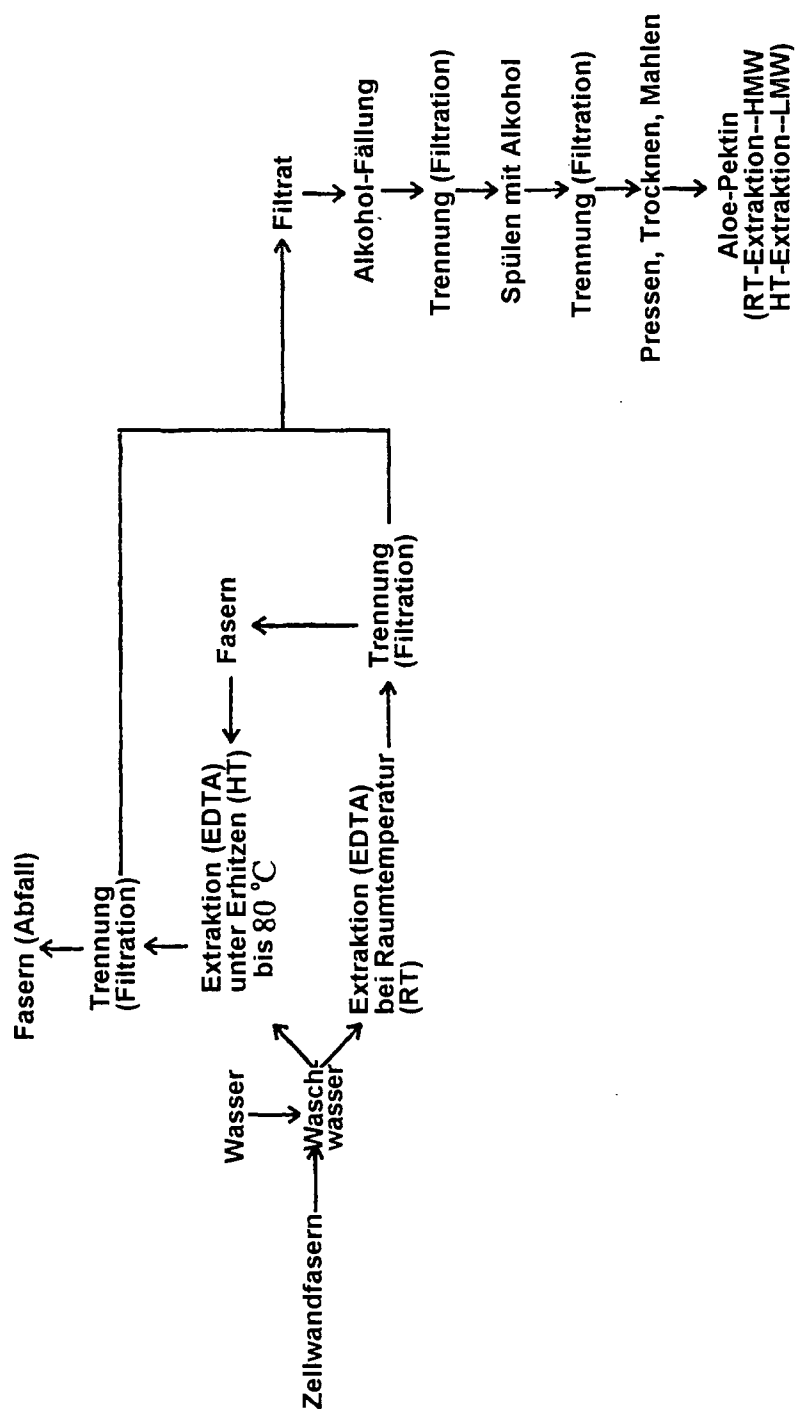 Zellwandfasern
Wasser
Wasch-
wasser
Extraktion (EDTA)
unter Erhitzen (HT)
bis 80 °C
Extraktion (EDTA)
bei Raumtemperatur
(RT)
Fasern (Abfall)
Trennung
(Filtration)
Fasern
Trennung
(Filtration)
Filtrat
Alkohol-Fällung
Trennung (Filtration)
Spülen mit Alkohol
Trennung (Filtration)
Pressen, Trocknen, Mahlen
Aloe-Pektin
(RT-Extraktion--HMW
HT-Extraktion--LMW)